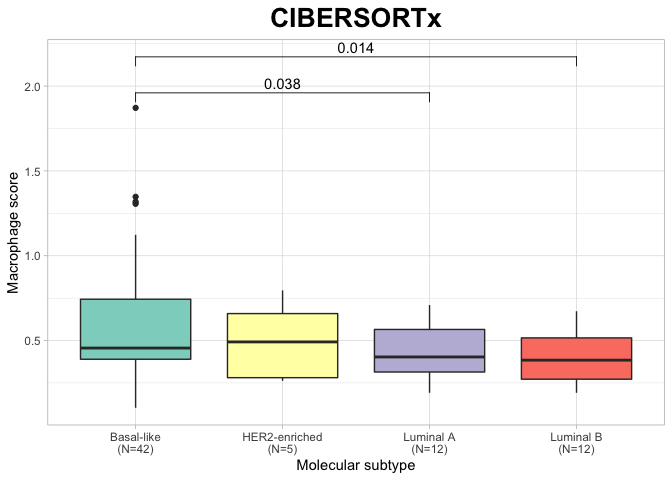 CIBERSORTx
0.014
0.038
2.0
1.5
1.0
0.5
Macrophage score
Basal-like
(N=42)
HER2-enriched
(N=5)
Luminal A
(N=12)
Luminal B
(N=12)
Molecular subtype